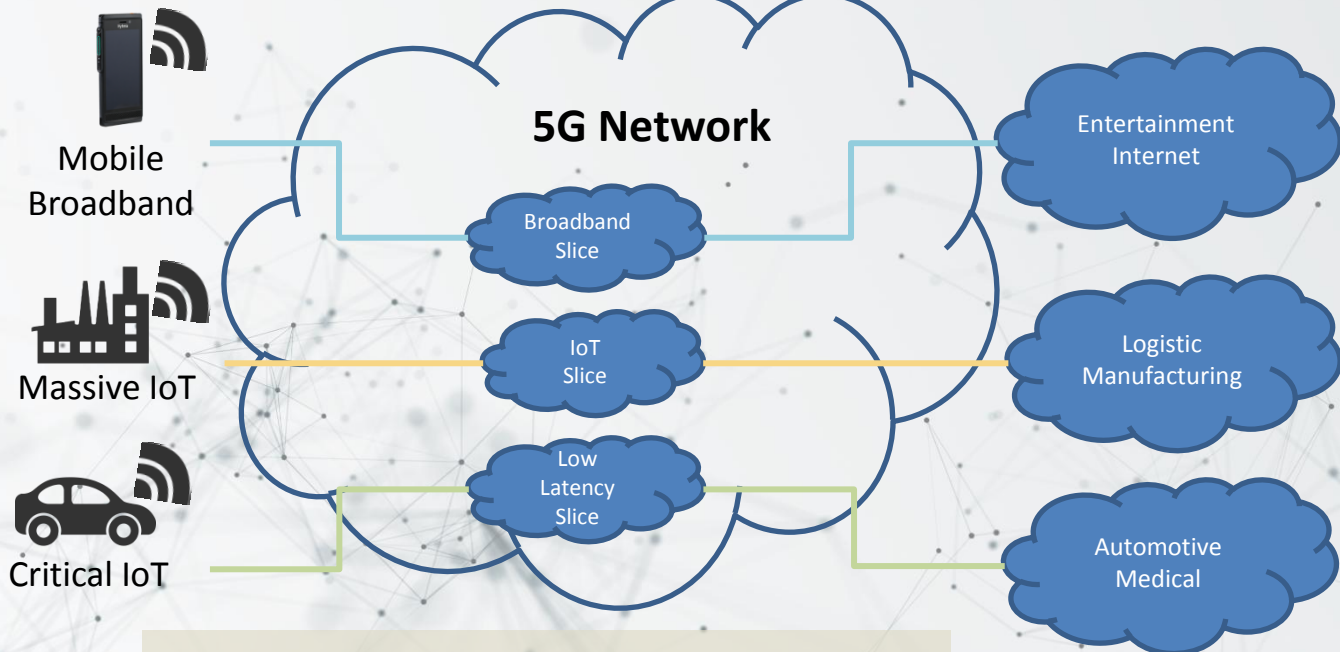 5G Network
Mobile
Broadband
Broadband
Slice
Entertainment
Internet
Massive IoT
IoT
Slice
Logistic
Manufacturing
Critical IoT
Low
Latency
Slice
Automotive
Medical